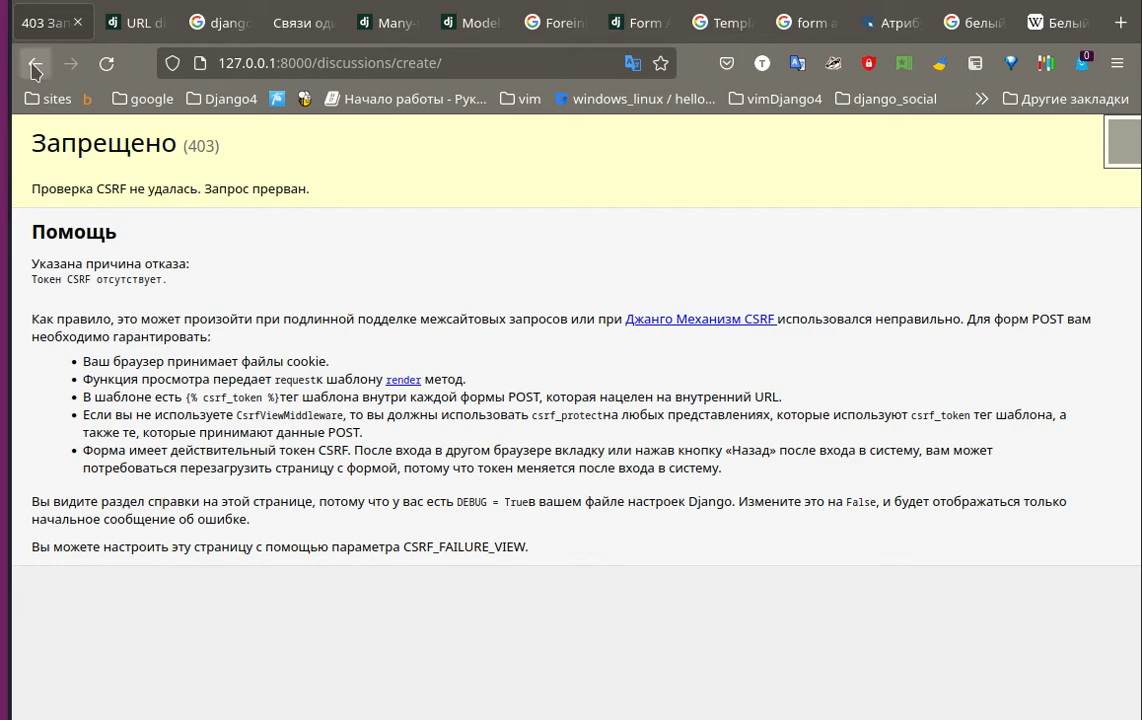 403 Зап
URL di
django
Связи оди
Many-
Model
Foreign
Form A
Templ
form a
Атриб
белый
Белый
127.0.0.1:8000/discussions/create/
0
sites
google
Django4
Начало работы - Рук...
vim
windows_linux / hello...
vimDjango4
django_social
Другие закладки
Запрещено (403)
Проверка CSRF не удалась. Запрос прерван.
Помощь
Указана причина отказа:
Токен CSRF отсутствует.
Как правило, это может произойти при подлинной подделке межсайтовых запросов или при Джанго Механизм CSRF использовался неправильно. Для форм POST вам
необходимо гарантировать:
• Ваш браузер принимает файлы cookie.
• Функция просмотра передает requestк шаблону render метод.
• В шаблоне есть {% csrf_token %}тег шаблона внутри каждой формы POST, которая нацелен на внутренний URL.
• Если вы не используете CsrfViewMiddleware, то вы должны использовать csrf_protectна любых представлениях, которые используют csrf_token тег шаблона, а
также те, которые принимают данные POST.
• Форма имеет действительный токен CSRF. После входа в другом браузере вкладку или нажав кнопку «Назад» после входа в систему, вам может
потребоваться перезагрузить страницу с формой, потому что токен меняется после входа в систему.
Вы видите раздел справки на этой странице, потому что у вас есть DEBUG = Trueв вашем файле настроек Django. Измените это на False, и будет отображаться только
начальное сообщение об ошибке.
Вы можете настроить эту страницу с помощью параметра CSRF_FAILURE_VIEW.